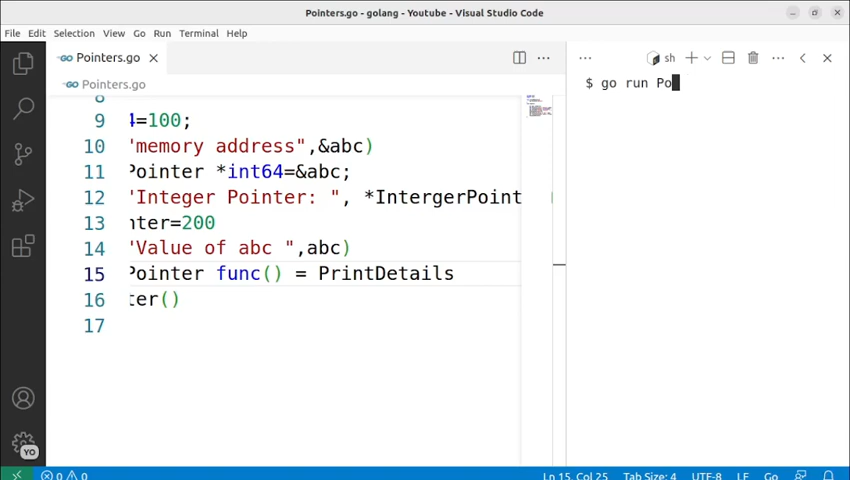 Pointers.go - golang - Youtube - Visual Studio Code
File Edit Selection View Go Run Terminal Help
Pointers.go
sh
Pointers.go
$ go run Po
9 4=100;
10 "memory address",&abc)
11 Pointer *int64=&abc;
12 "Integer Pointer: ", *IntergerPoint
13 nter=200
14 "Value of abc ",abc)
15 Pointer func() = PrintDetails
16 ter()
17
YO
0 0 Ln 15, Col 25 Tab Size: 4 UTF-8 LF Go